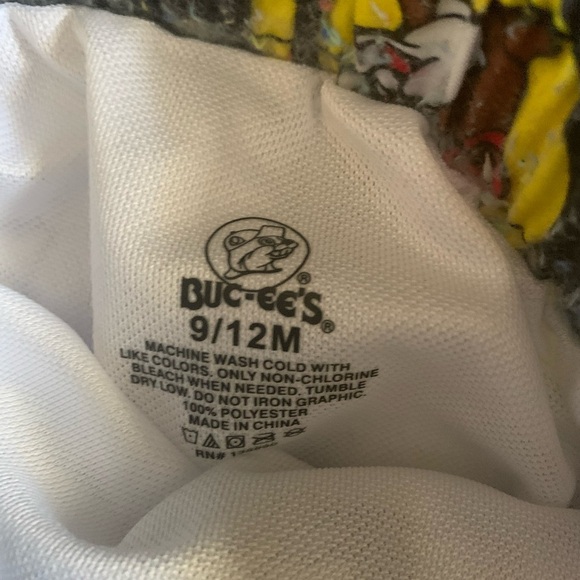 BUC-EE'S®
9/12M
MACHINE WASH COLD WITH
LIKE COLORS. ONLY NON-CHLORINE
BLEACH WHEN NEEDED. TUMBLE
DRY LOW. DO NOT IRON GRAPHIC.
100% POLYESTER
MADE IN CHINA
RN#